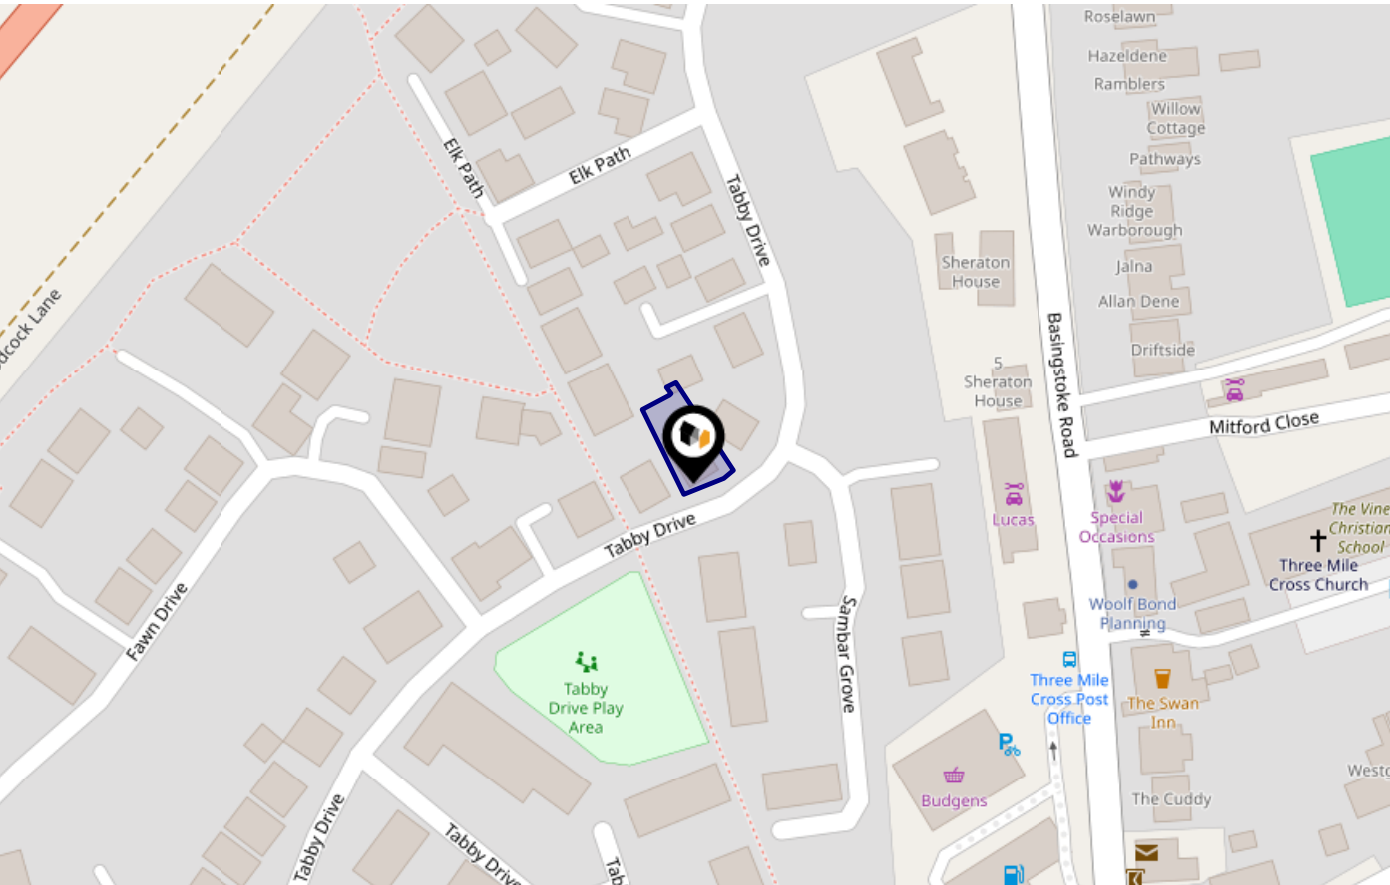 Roselawn
Hazeldene
Ramblers
Willow
Cottage
Pathways
Windy
Ridge
Warborough
Jalna
Allan Dene
Driftside
Elk Path
Elk Path
Tabby Drive
Sheraton
House
5
Sheraton
House
Basingstoke Road
Mitford Close
Lucas
Special
Occasions
The Vine
Christian
School
Three Mile
Cross Church
Woolf Bond
Planning
Tabby Drive
Fawn Drive
Sambar Grove
Tabby
Drive Play
Area
Three Mile
Cross Post
Office
The Swan
Inn
P
Budgens
The Cuddy
Tabby Drive
Tabby Drive
Tab